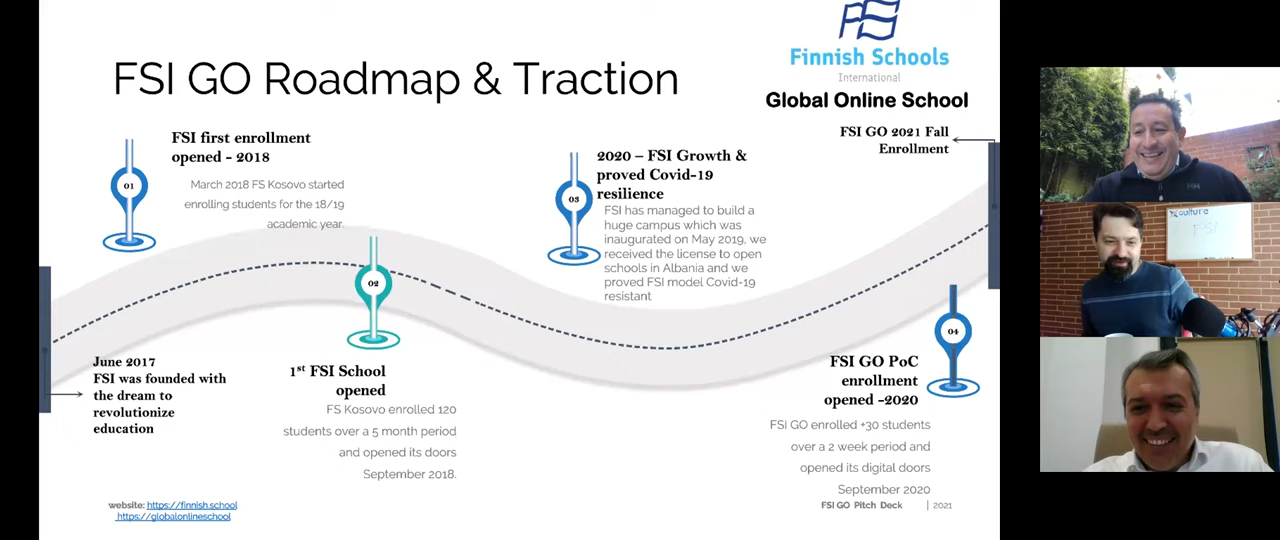 FSI GO Roadmap & Traction
Finnish Schools
International
Global Online School
FSI first enrollment
opened - 2018
March 2018 FS Kosovo started
enrolling students for the 18/19
academic year.
01
2020 – FSI Growth &
proved Covid-19
resilience
FSI has managed to build a
huge campus which was
inaugurated on May 2019, we
received the license to open
schools in Albania and we
proved FSI model Covid-19
resistant
03
FSI GO 2021 Fall
Enrollment
02
June 2017
FSI was founded with
the dream to
revolutionize
education
1st FSI School
opened
FS Kosovo enrolled 120
students over a 5 month period
and opened its doors
September 2018.
04
FSI GO PoC
enrollment
opened -2020
FSI GO enrolled +30 students
over a 2 week period and
opened its digital doors
September 2020
website: https://finnish.school
https://globalonlineschool
FSI GO Pitch Deck | 2021
culture
FSI
HH